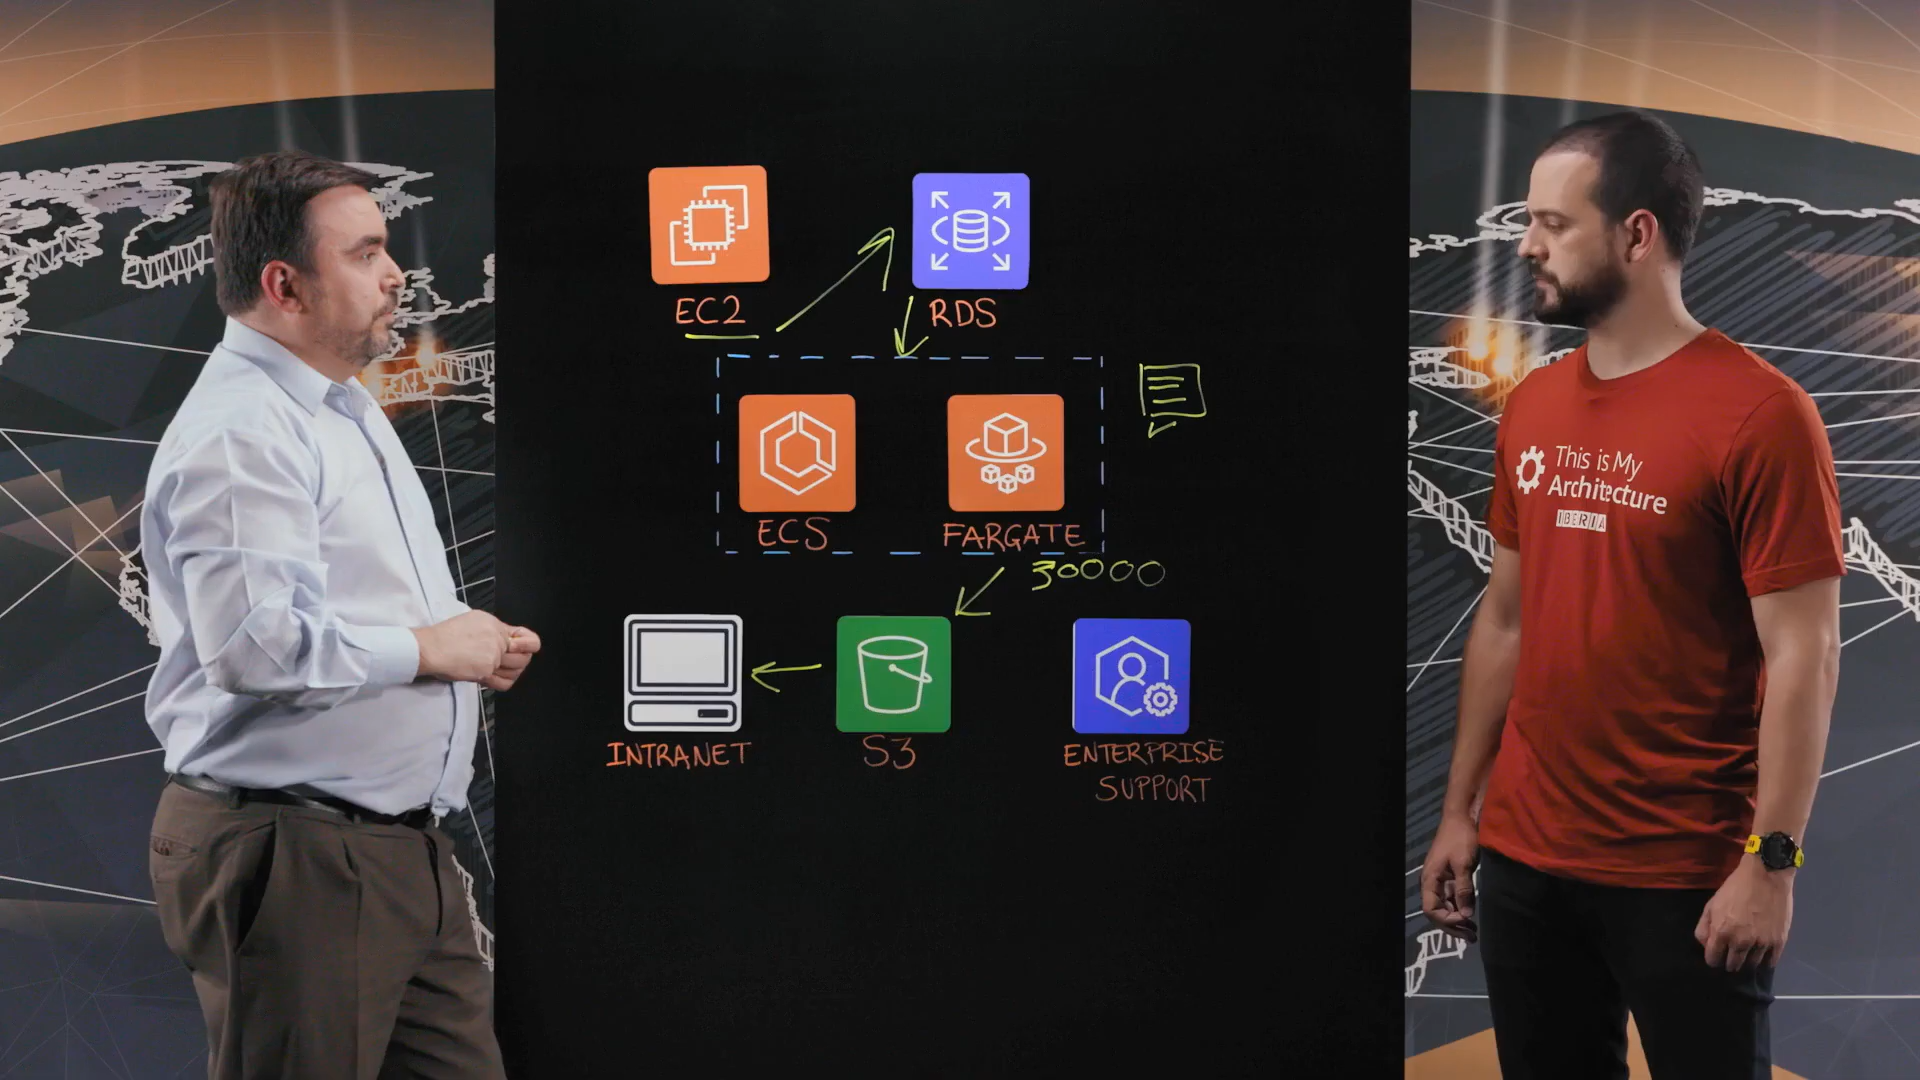 EC2
RDS
ECS
FARGATE
30000
INTRANET
S3
ENTERPRISE
SUPPORT
This is My
Architecture
IBERIA